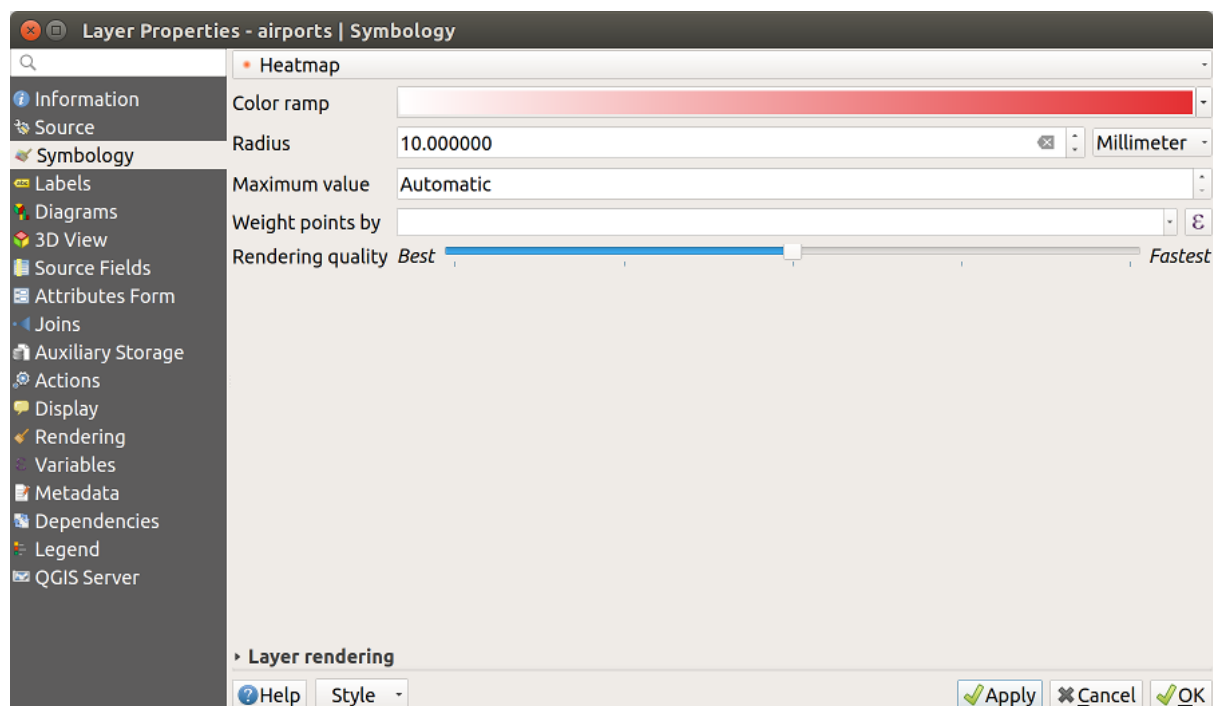 Layer Properties - airports | Symbology
Heatmap
Information
Source
Symbology
Labels
Diagrams
3D View
Source Fields
Attributes Form
Joins
Auxiliary Storage
Actions
Display
Rendering
Variables
Metadata
Dependencies
Legend
QGIS Server
Color ramp
Radius 10.000000 Millimeter
Maximum value Automatic
Weight points by ε
Rendering quality Best Fastest
Layer rendering
Help Style Apply Cancel OK